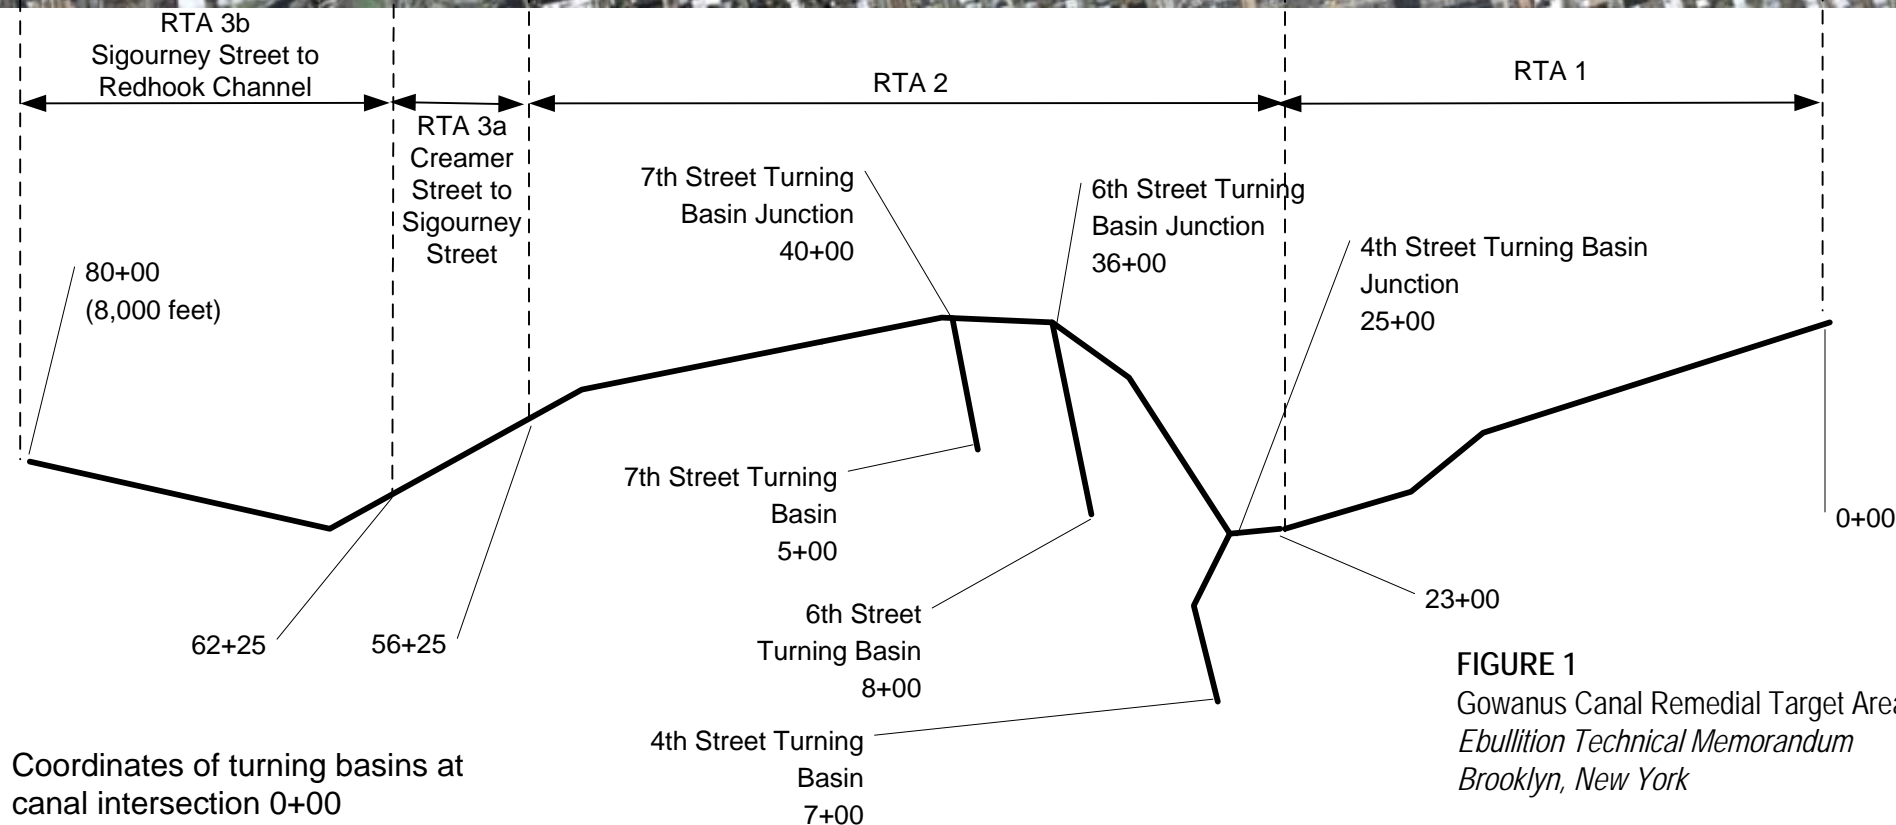 RTA 3b
Sigourney Street to
Redhook Channel
RTA 3a
Creamer
Street to
Sigourney
Street
RTA 2
RTA 1
7th Street Turning
Basin Junction
40+00
6th Street Turning
Basin Junction
36+00
4th Street Turning Basin
Junction
25+00
80+00
(8,000 feet)
7th Street Turning
Basin
5+00
0+00
23+00
6th Street
Turning Basin
8+00
62+25
56+25
4th Street Turning
Basin
7+00
Coordinates of turning basins at
canal intersection 0+00
FIGURE 1
Gowanus Canal Remedial Target Area
Ebullition Technical Memorandum
Brooklyn, New York